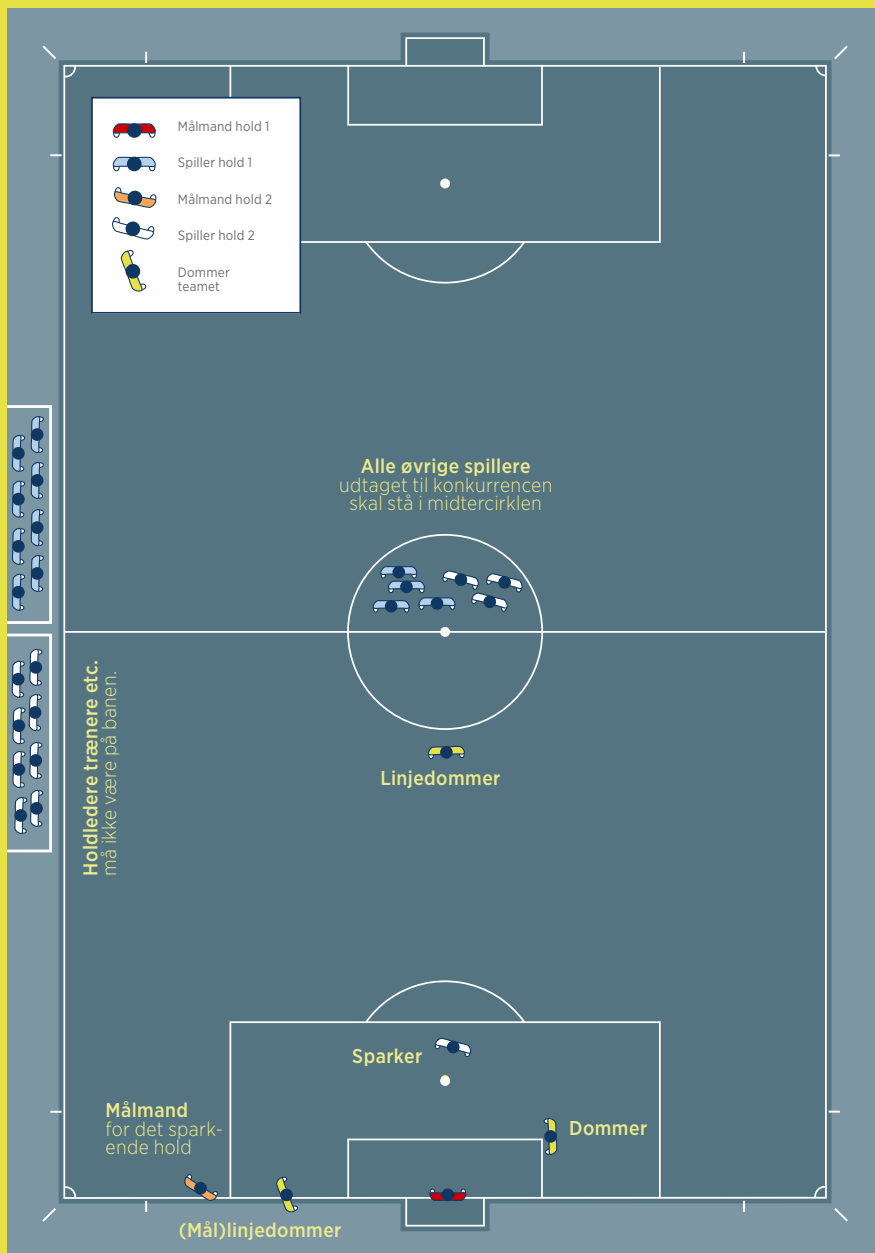 Målmand hold 1
Spiller hold 1
Målmand hold 2
Spiller hold 2
Dommer
teamet
Alle øvrige spillere
udtaget til konkurrencen
skal stå i midtercirklen
Holdledere trænere etc.
må ikke være på banen.
Linjedommer
Sparker
Målmand
for det spark-
ende hold
Dommer
(Mål)linjedommer